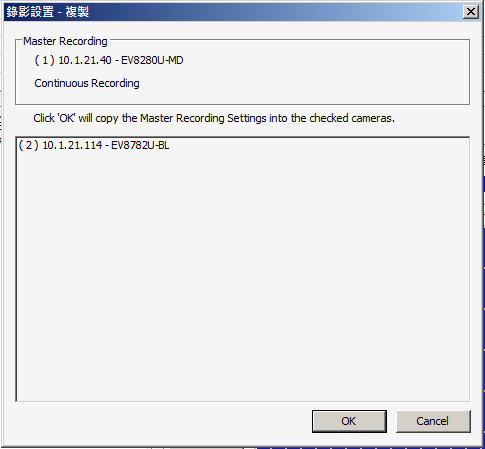 錄影設置 - 複製
Master Recording
( 1 ) 10.1.21.40 - EV8280U-MD
Continuous Recording
Click 'OK' will copy the Master Recording Settings into the checked cameras.
( 2 ) 10.1.21.114 - EV8782U-BL
OK
Cancel